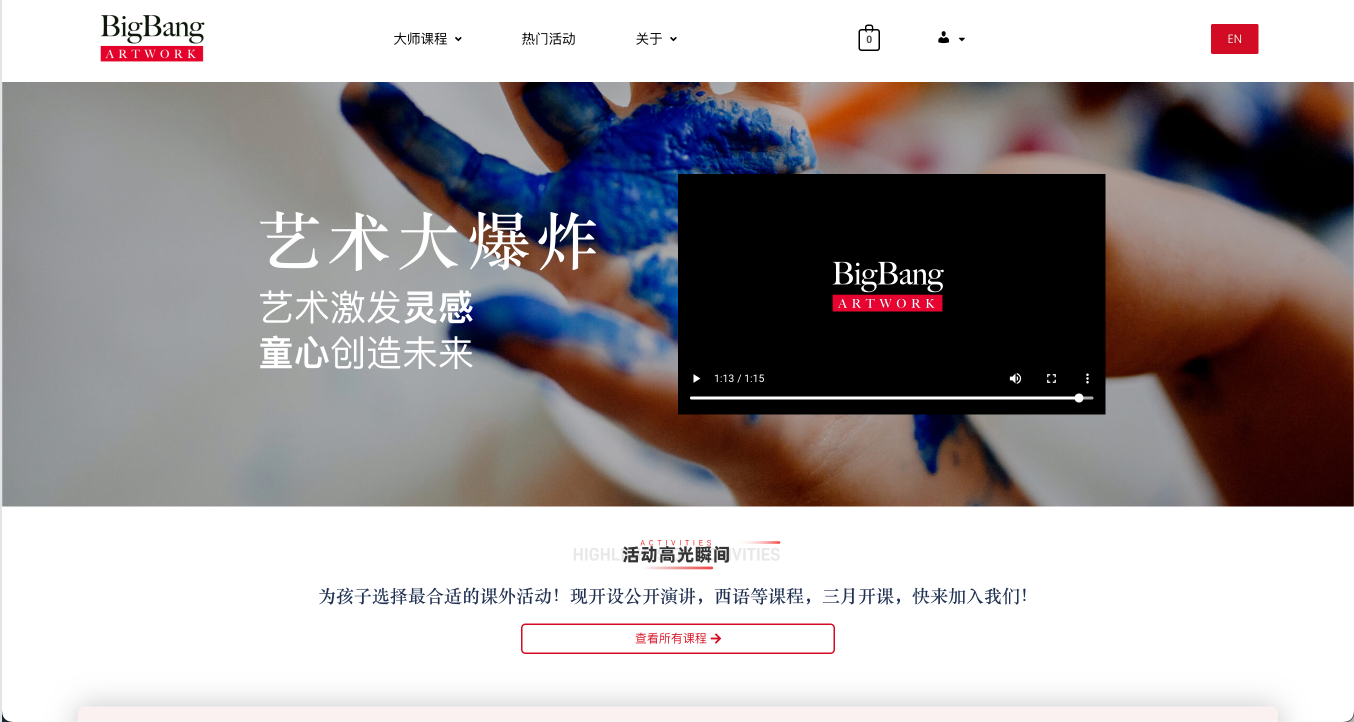 BigBang
ARTWORK
大师课程
热门活动
关于
0
EN
艺术大爆炸
艺术激发灵感
童心创造未来
BigBang
ARTWORK
1:13 / 1:15
ACTIVITIES
活动高光瞬间
为孩子选择最合适的课外活动！现开设公开演讲，西语等课程，三月开课，快来加入我们！
查看所有课程